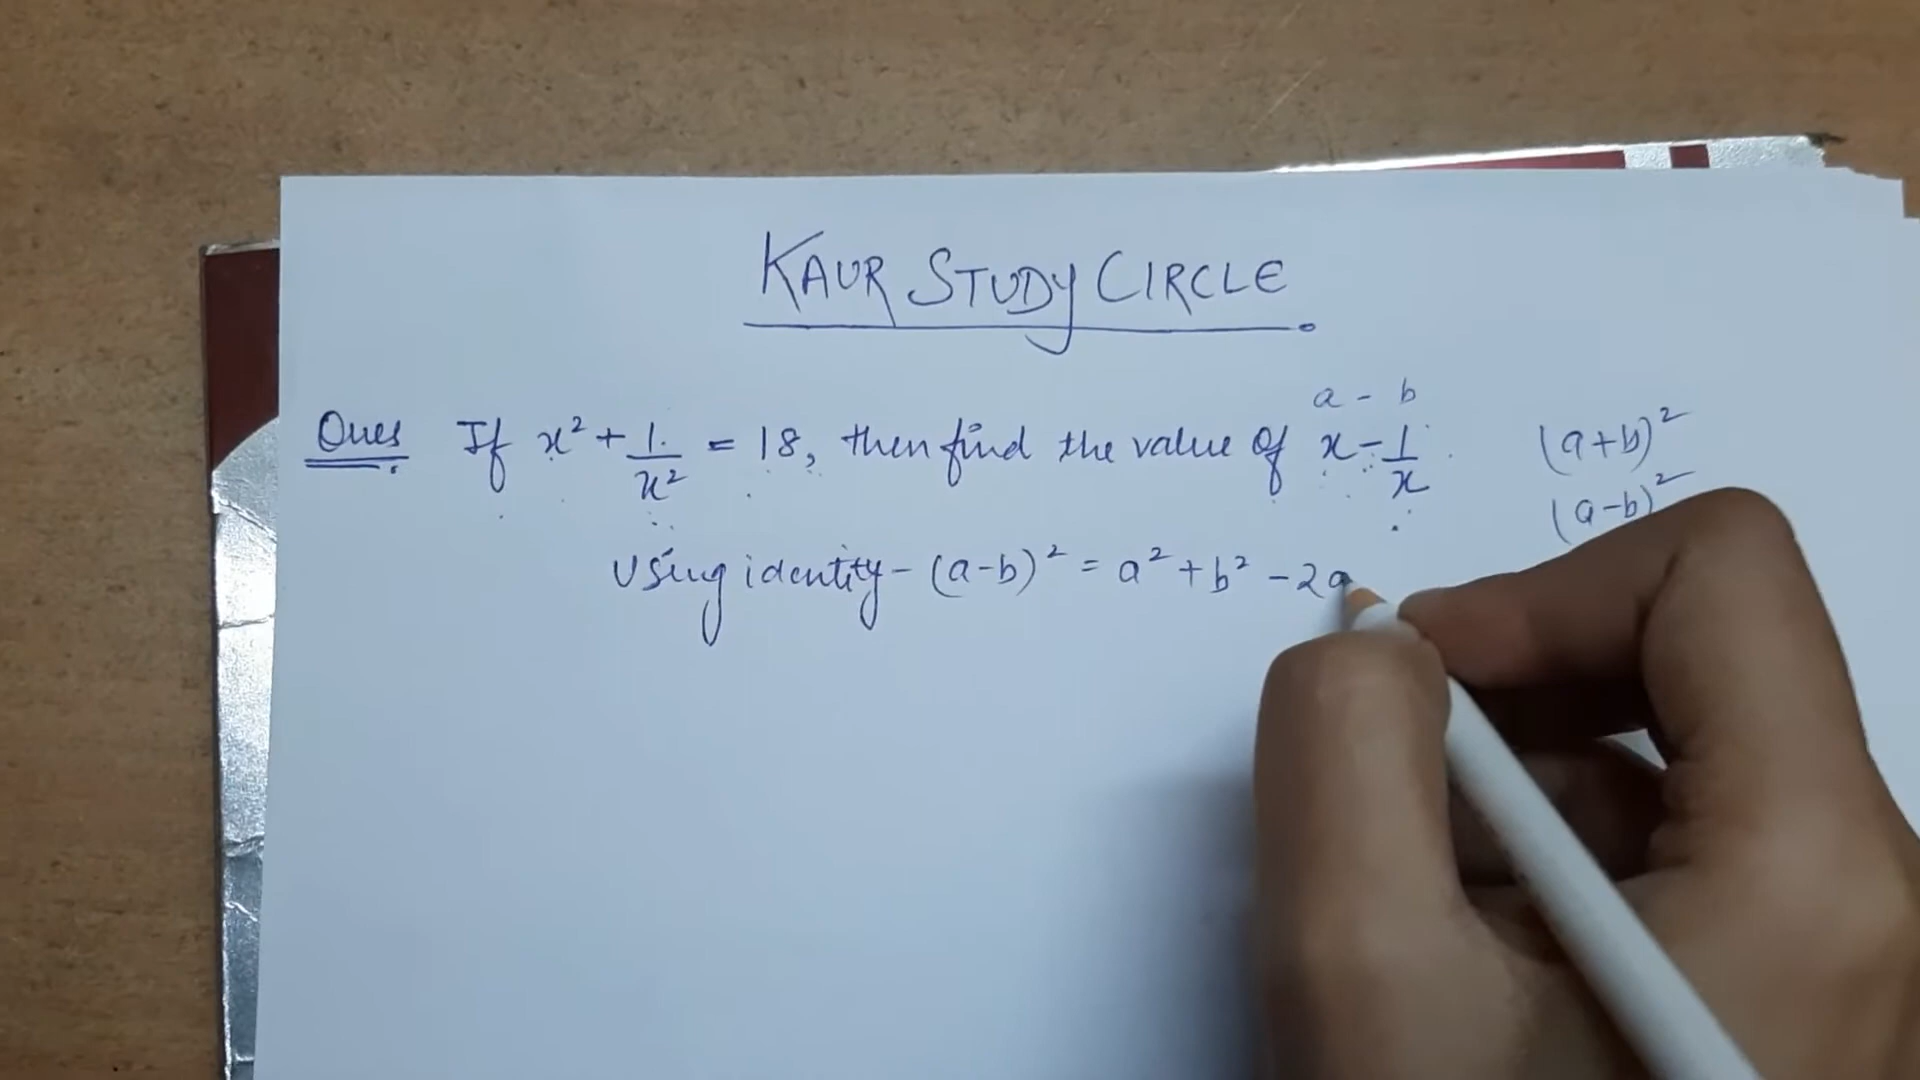 KAUR STUDY CIRCLE
a - b
Ques If x² + 1/x² = 18, then find the value of x - 1/x.
(a+b)²
(a-b)²
Using identity - (a-b)² = a² + b² - 2a